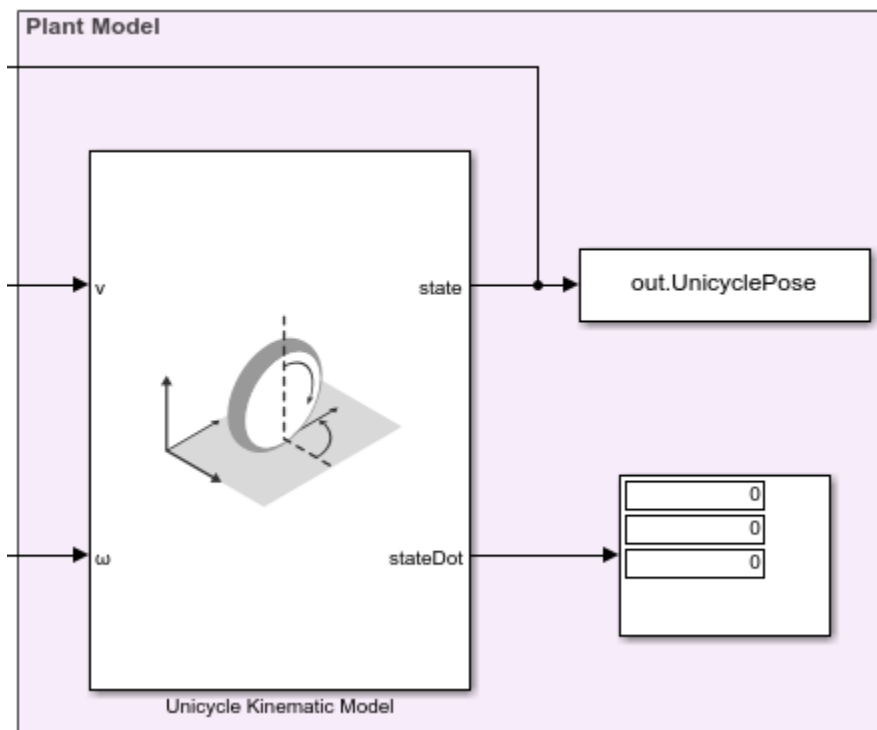 Plant Model
v
state
out.UnicyclePose
0
0
0
ω
stateDot
Unicycle Kinematic Model